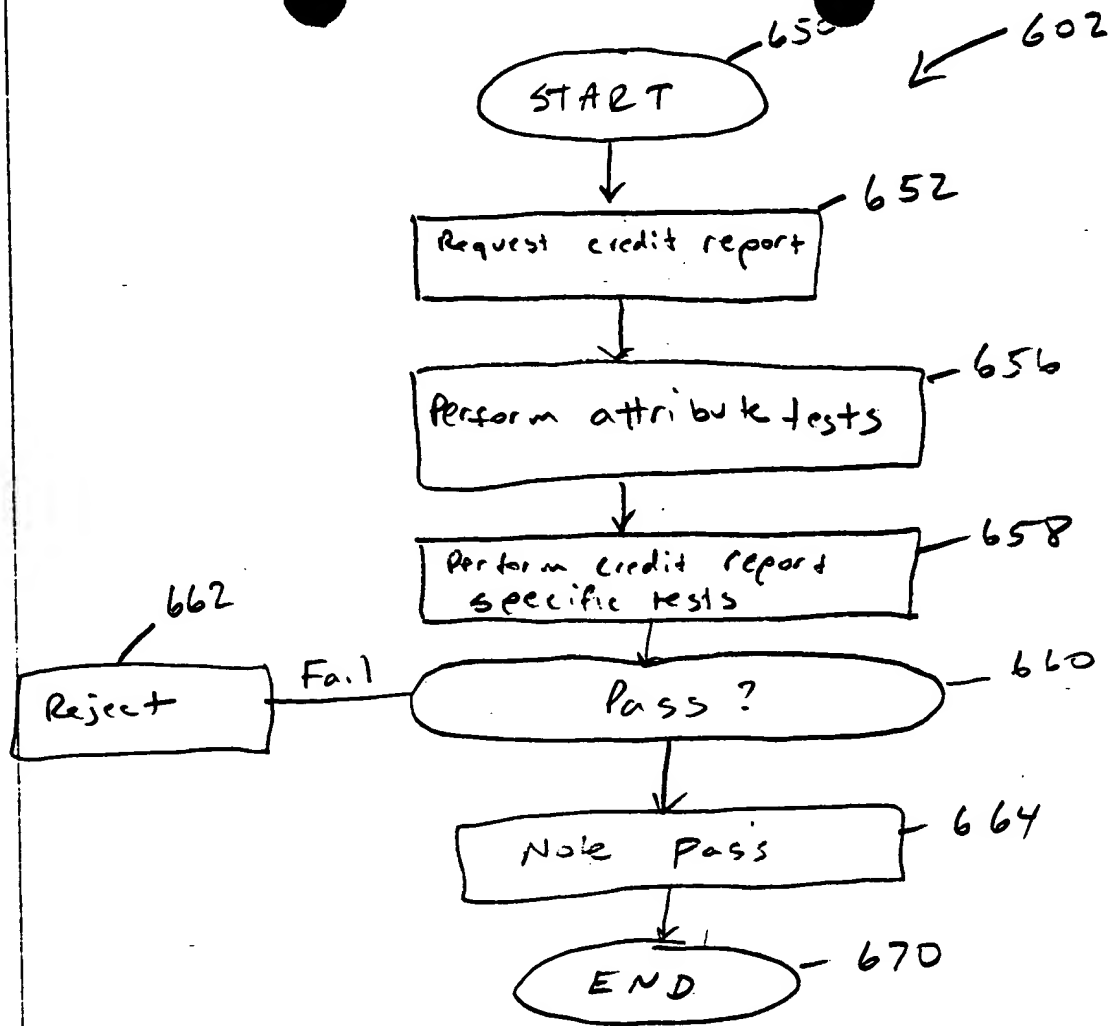 650
602
START
652
Request credit report
656
Perform attribute tests
658
Perform credit report
specific tests
662
660
Reject
Fail
Pass?
664
Note Pass
670
END